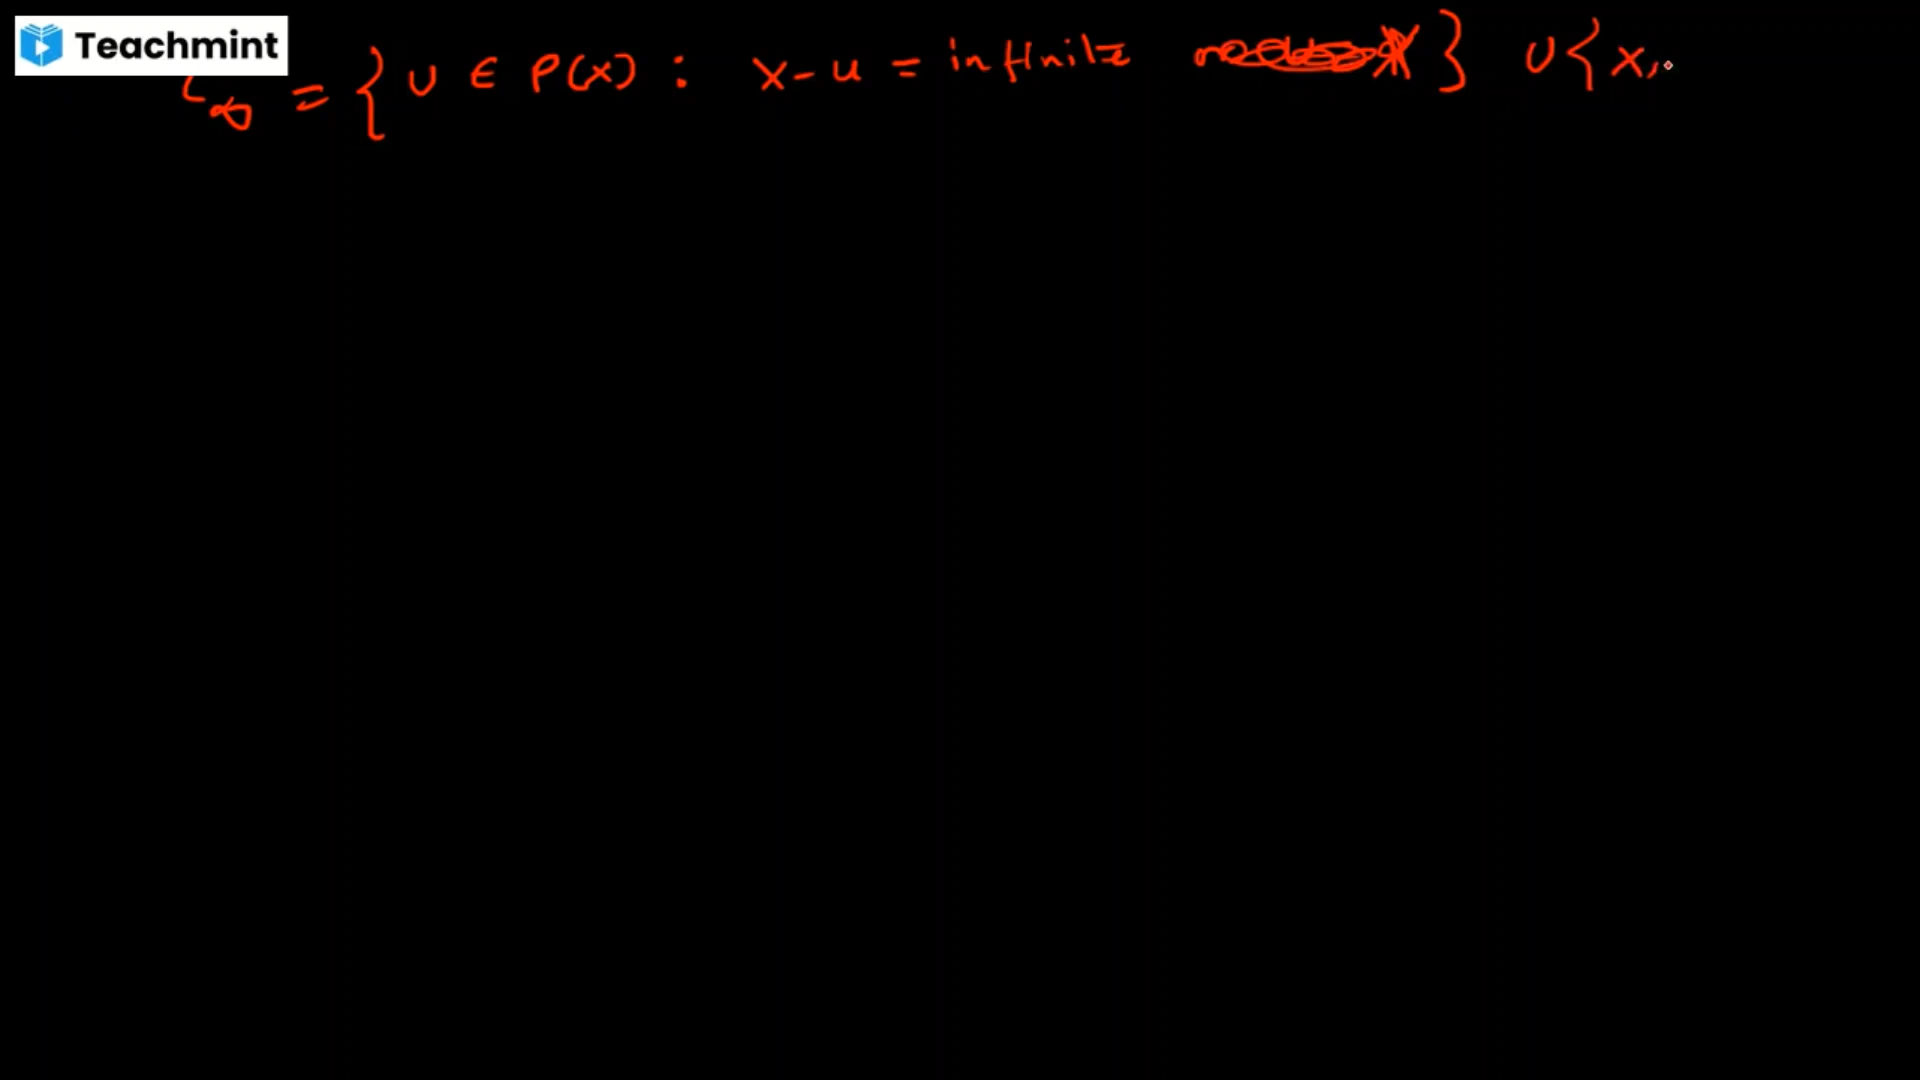 Teachmint
τ∞ = { U ∈ P(X) : X - U = infinite } ∪ { X,